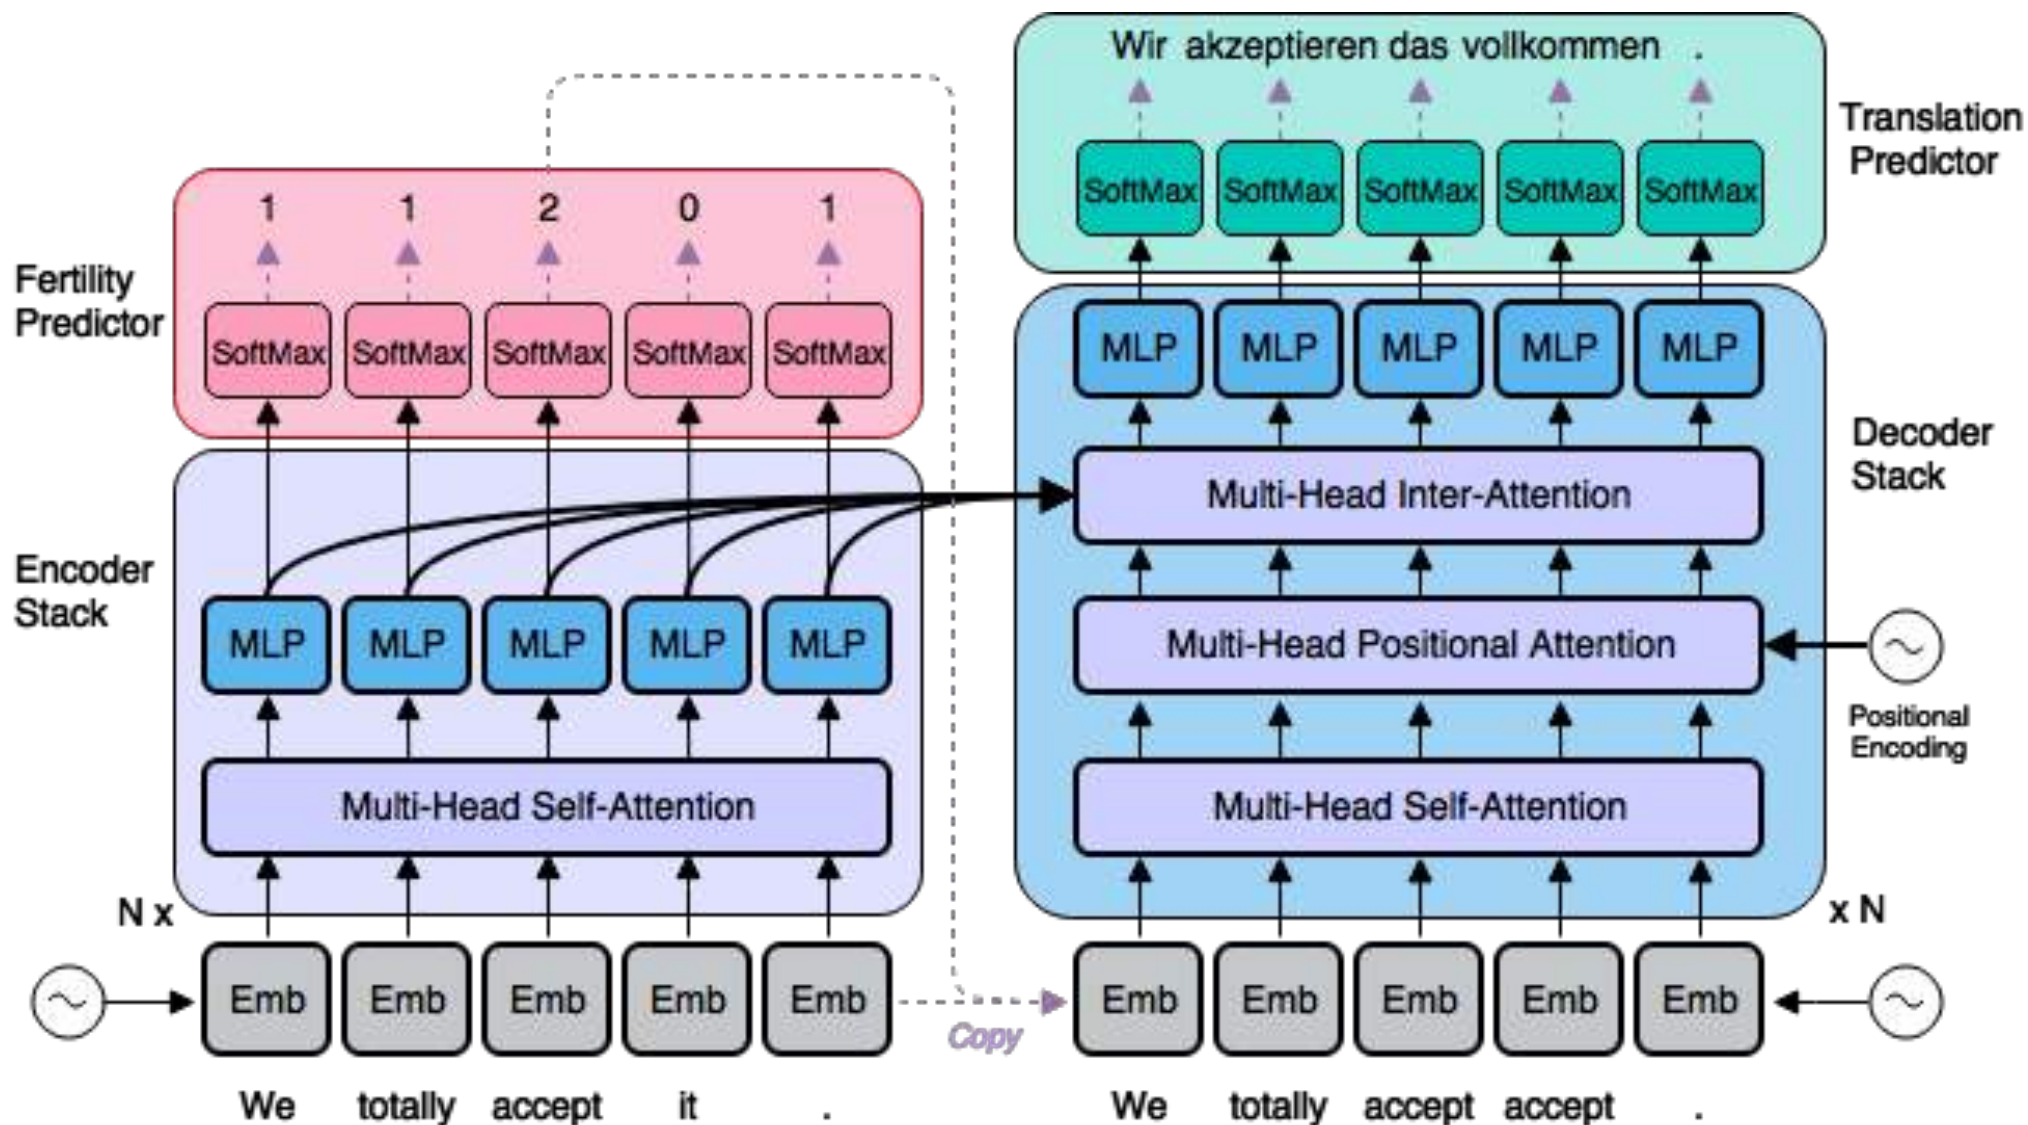 Wir akzeptieren das vollkommen .
Translation
Predictor
SoftMax SoftMax SoftMax SoftMax SoftMax
1 1 2 0 1
Fertility
Predictor
SoftMax SoftMax SoftMax SoftMax SoftMax
MLP MLP MLP MLP MLP
Decoder
Stack
Multi-Head Inter-Attention
Encoder
Stack
MLP MLP MLP MLP MLP
Multi-Head Positional Attention
Positional
Encoding
Multi-Head Self-Attention
Multi-Head Self-Attention
N x
x N
Emb Emb Emb Emb Emb
Copy
Emb Emb Emb Emb Emb
We totally accept it .
We totally accept accept .